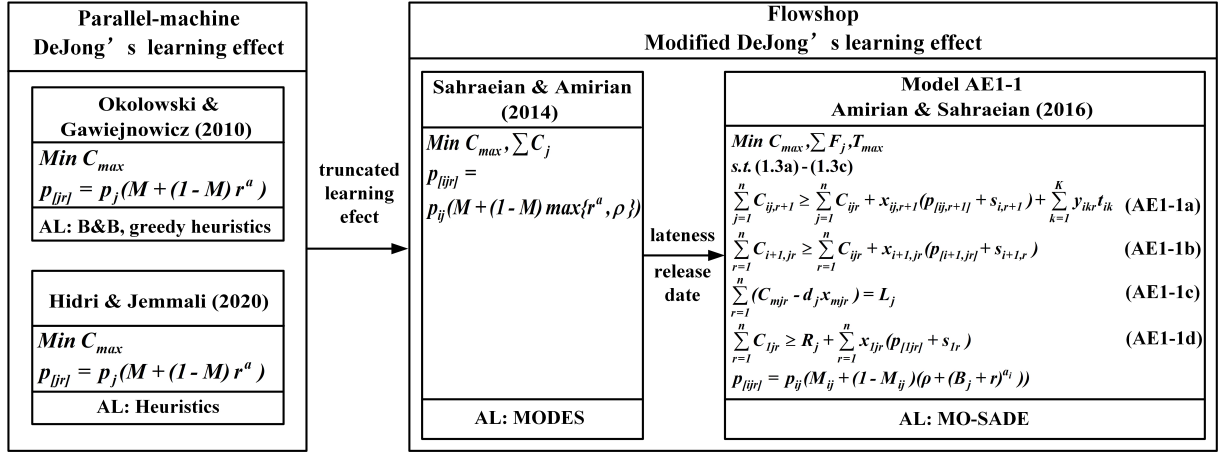 Parallel-machine
DeJong’s learning effect
Okolowski &
Gawiejnowicz (2010)
Min C_max
p_[jr] = p_j(M+(1-M)r^a)
AL: B&B, greedy heuristics
Hidri & Jemmali (2020)
Min C_max
p_[jr] = p_j(M+(1-M)r^a)
AL: Heuristics
truncated
learning
efect
Flowshop
Modified DeJong’s learning effect
Sahraeian & Amirian
(2014)
Min C_max, ∑C_j
p_[ijr] =
p_ij(M+(1-M)max{r^a, ρ})
AL: MODES
lateness
release
date
Model AE1-1
Amirian & Sahraeian (2016)
Min C_max, ∑F_j, T_max
s.t. (1.3a)-(1.3c)
∑_{j=1}^{n} C_{ij,r+1} ≥ ∑_{j=1}^{n} C_{ijr} + x_{ij,r+1}(p_{[ij,r+1]} + s_{i,r+1}) + ∑_{k=1}^{K} y_{ikr}t_{ik} (AE1-1a)
∑_{r=1}^{n} C_{i+1,jr} ≥ ∑_{r=1}^{n} C_{ijr} + x_{i+1,jr}(p_{[i+1,jr]} + s_{i+1,r}) (AE1-1b)
∑_{r=1}^{n} (C_{mjr} - d_j x_{mjr}) = L_j (AE1-1c)
∑_{r=1}^{n} C_{1jr} ≥ R_j + ∑_{r=1}^{n} x_{1jr}(p_{[1jr]} + s_{1r}) (AE1-1d)
p_{[ijr]} = p_{ij}(M_{ij} + (1-M_{ij})(ρ+(B_j+r)^{a_i}))
AL: MO-SADE